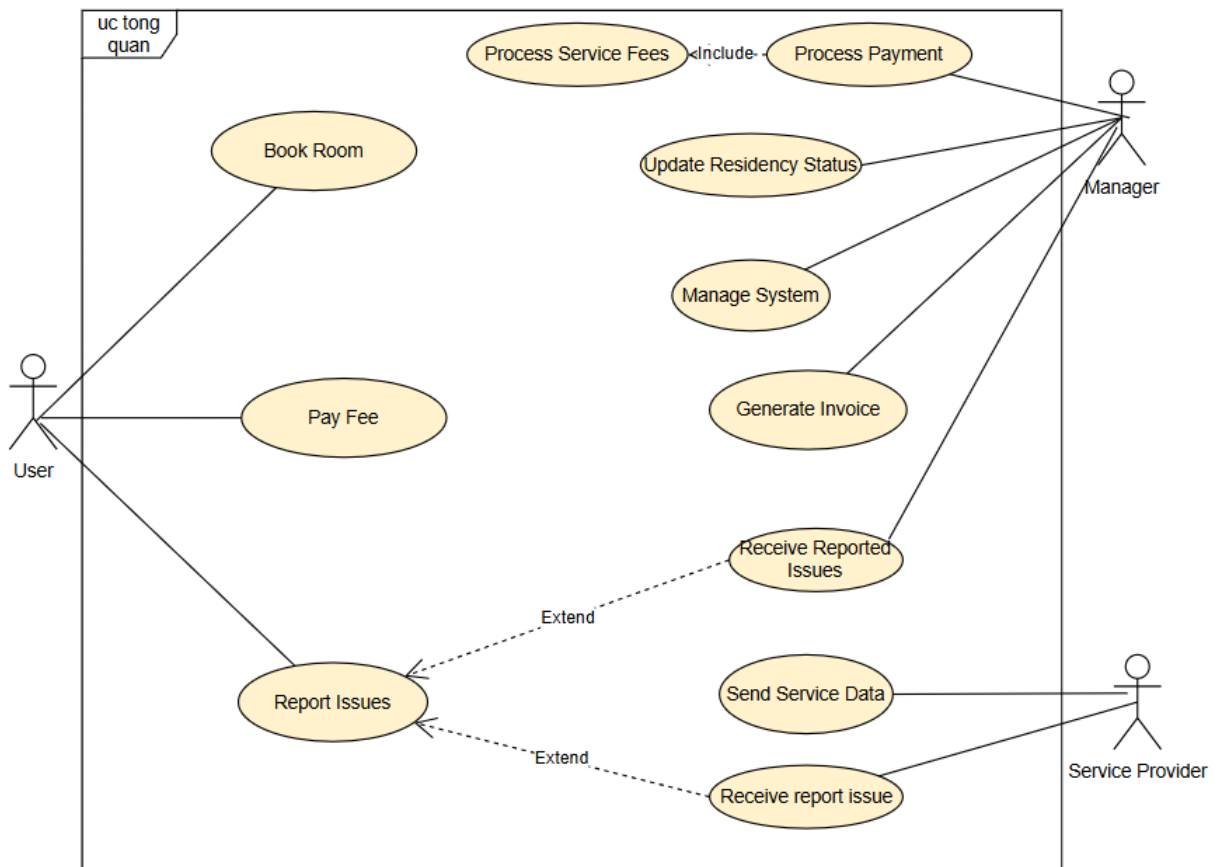 uc tong
quan
Process Service Fees
<Include
Process Payment
Book Room
Update Residency Status
Manager
Manage System
Pay Fee
Generate Invoice
User
Receive Reported
Issues
Extend
Report Issues
Send Service Data
Extend
Service Provider
Receive report issue